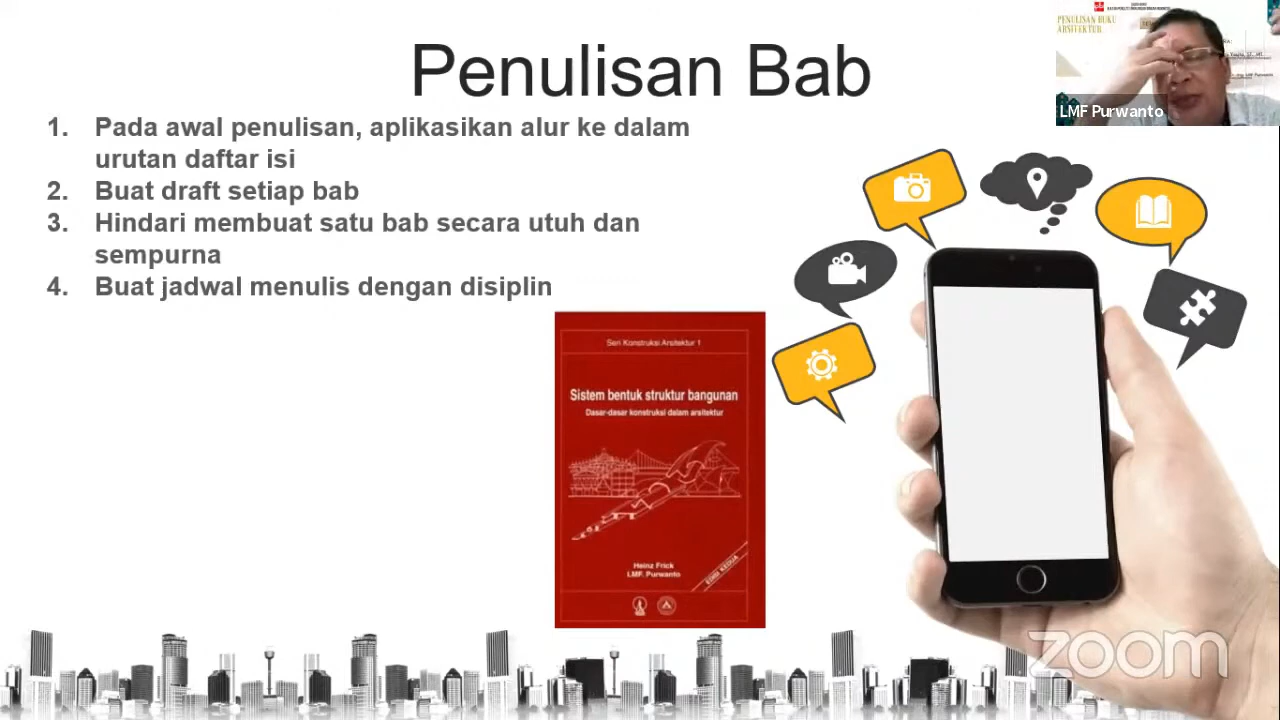 Penulisan Bab
1. Pada awal penulisan, aplikasikan alur ke dalam
urutan daftar isi
2. Buat draft setiap bab
3. Hindari membuat satu bab secara utuh dan
sempurna
4. Buat jadwal menulis dengan disiplin
PENULISAN BUKU
ARSITEKTUR
LMF Purwanto
Seri Konstruksi Arsitektur 1
Sistem bentuk struktur bangunan
Dasar-dasar konstruksi dalam arsitektur
Heinz Frick
LMF. Purwanto
EDISI KEDUA
zoom